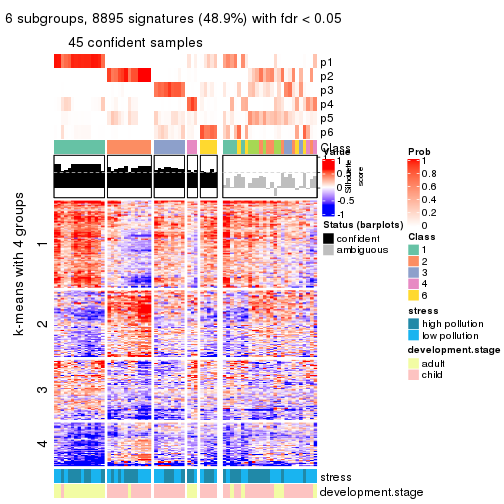 6 subgroups, 8895 signatures (48.9%) with fdr < 0.05
45 confident samples
p1
p2
p3
p4
p5
p6
Class
k-means with 4 groups
1
2
3
4
stress
development.stage
Value
1
0.5
0
-0.5
-1
Silhouette
score
Status (barplots)
confident
ambiguous
Prob
1
0.8
0.6
0.4
0.2
0
Class
1
2
3
4
6
stress
high pollution
low pollution
development.stage
adult
child